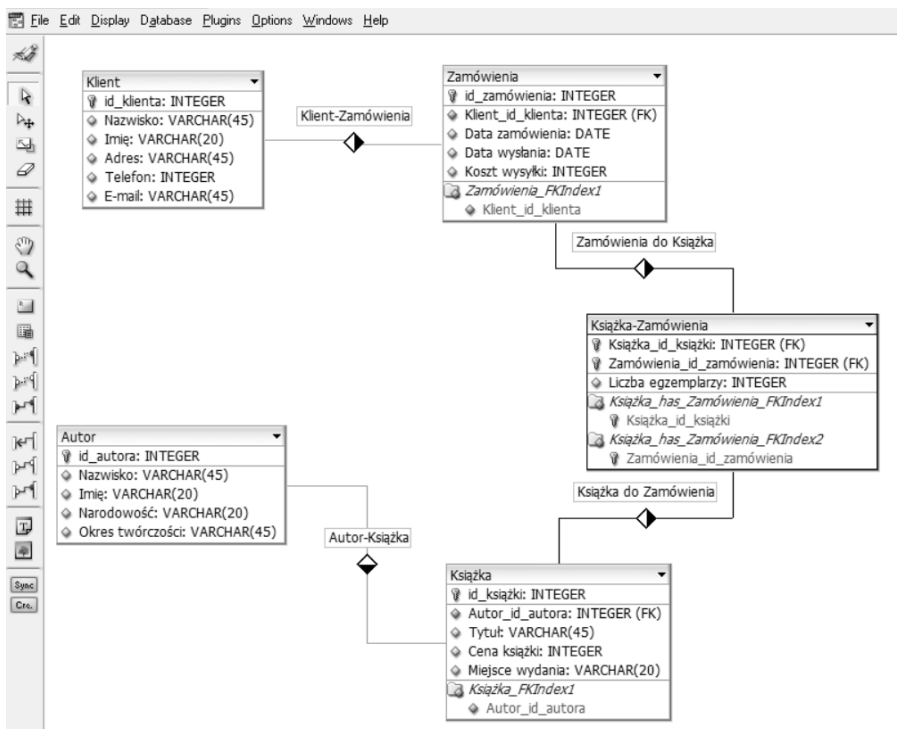 File Edit Display Database Plugins Options Windows Help
Klient
id_klienta: INTEGER
Nazwisko: VARCHAR(45)
Imię: VARCHAR(20)
Adres: VARCHAR(45)
Telefon: INTEGER
E-mail: VARCHAR(45)
Klient-Zamówienia
Zamówienia
id_zamówienia: INTEGER
Klient_id_klienta: INTEGER (FK)
Data zamówienia: DATE
Data wysłania: DATE
Koszt wysyłki: INTEGER
Zamówienia_FKIndex1
Klient_id_klienta
Zamówienia do Książka
Książka-Zamówienia
Książka_id_książki: INTEGER (FK)
Zamówienia_id_zamówienia: INTEGER (FK)
Liczba egzemplarzy: INTEGER
Książka_has_Zamówienia_FKIndex1
Książka_id_książki
Książka_has_Zamówienia_FKIndex2
Zamówienia_id_zamówienia
Książka do Zamówienia
Autor
id_autora: INTEGER
Nazwisko: VARCHAR(45)
Imię: VARCHAR(20)
Narodowość: VARCHAR(20)
Okres twórczości: VARCHAR(45)
Autor-Książka
Książka
id_książki: INTEGER
Autor_id_autora: INTEGER (FK)
Tytuł: VARCHAR(45)
Cena książki: INTEGER
Miejsce wydania: VARCHAR(20)
Książka_FKIndex1
Autor_id_autora
Sync
Cre.